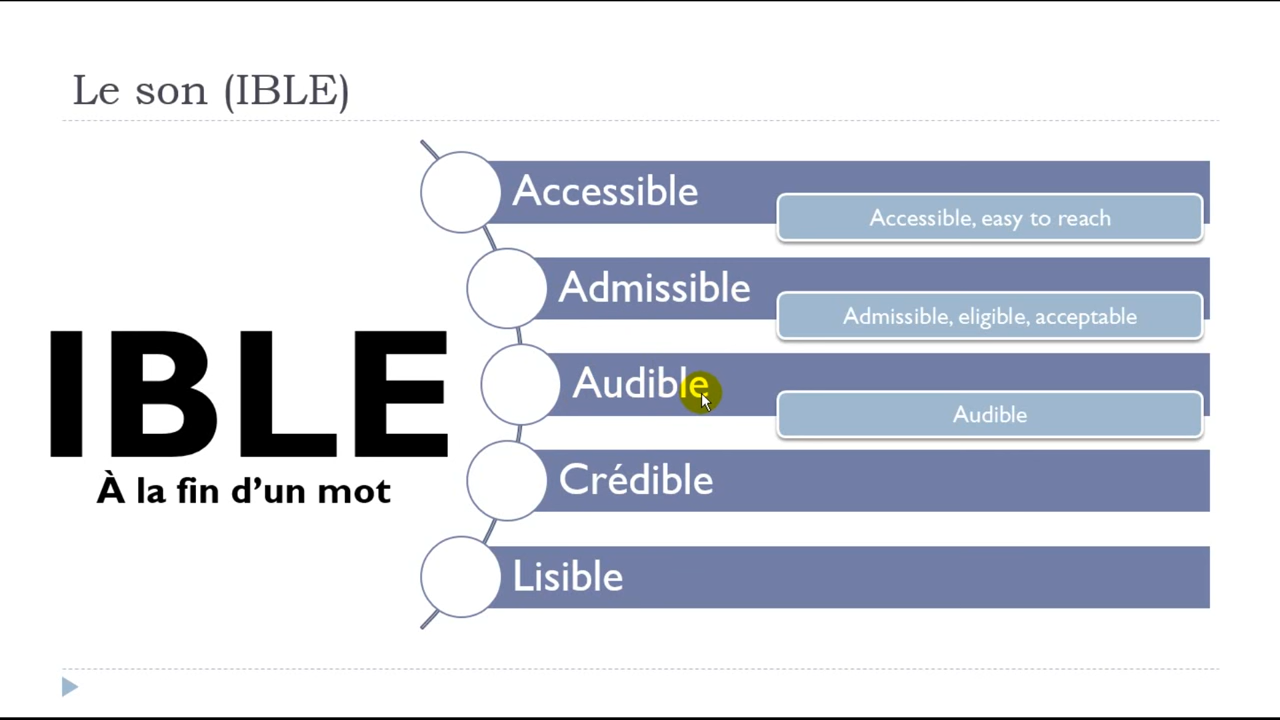 Le son (IBLE)
IBLE
À la fin d’un mot
Accessible
Accessible, easy to reach
Admissible
Admissible, eligible, acceptable
Audible
Audible
Crédible
Lisible